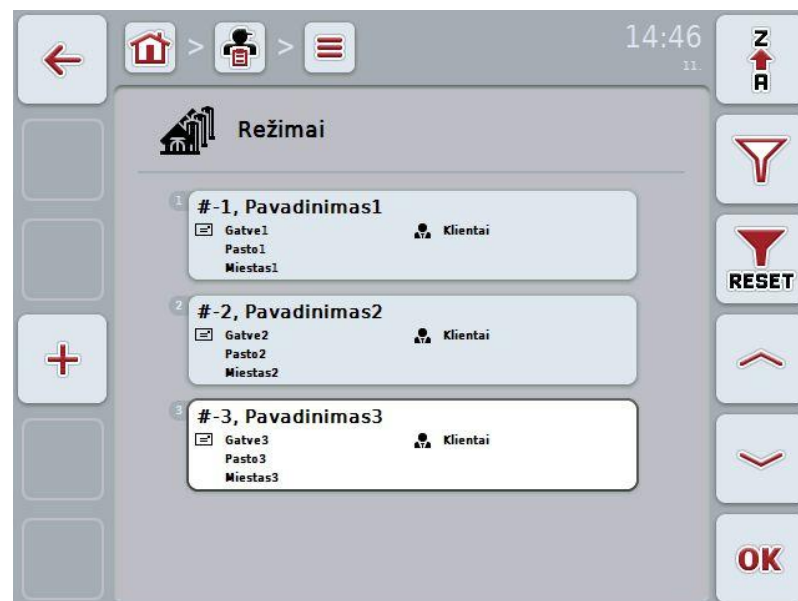 > >
14:46
11.
Z
A
Režimai
RESET
1
#-1, Pavadinimas1
Gatve1
Klientai
Pasto1
Miestas1
2
#-2, Pavadinimas2
Gatve2
Klientai
Pasto2
Miestas2
3
#-3, Pavadinimas3
Gatve3
Klientai
Pasto3
Miestas3
OK